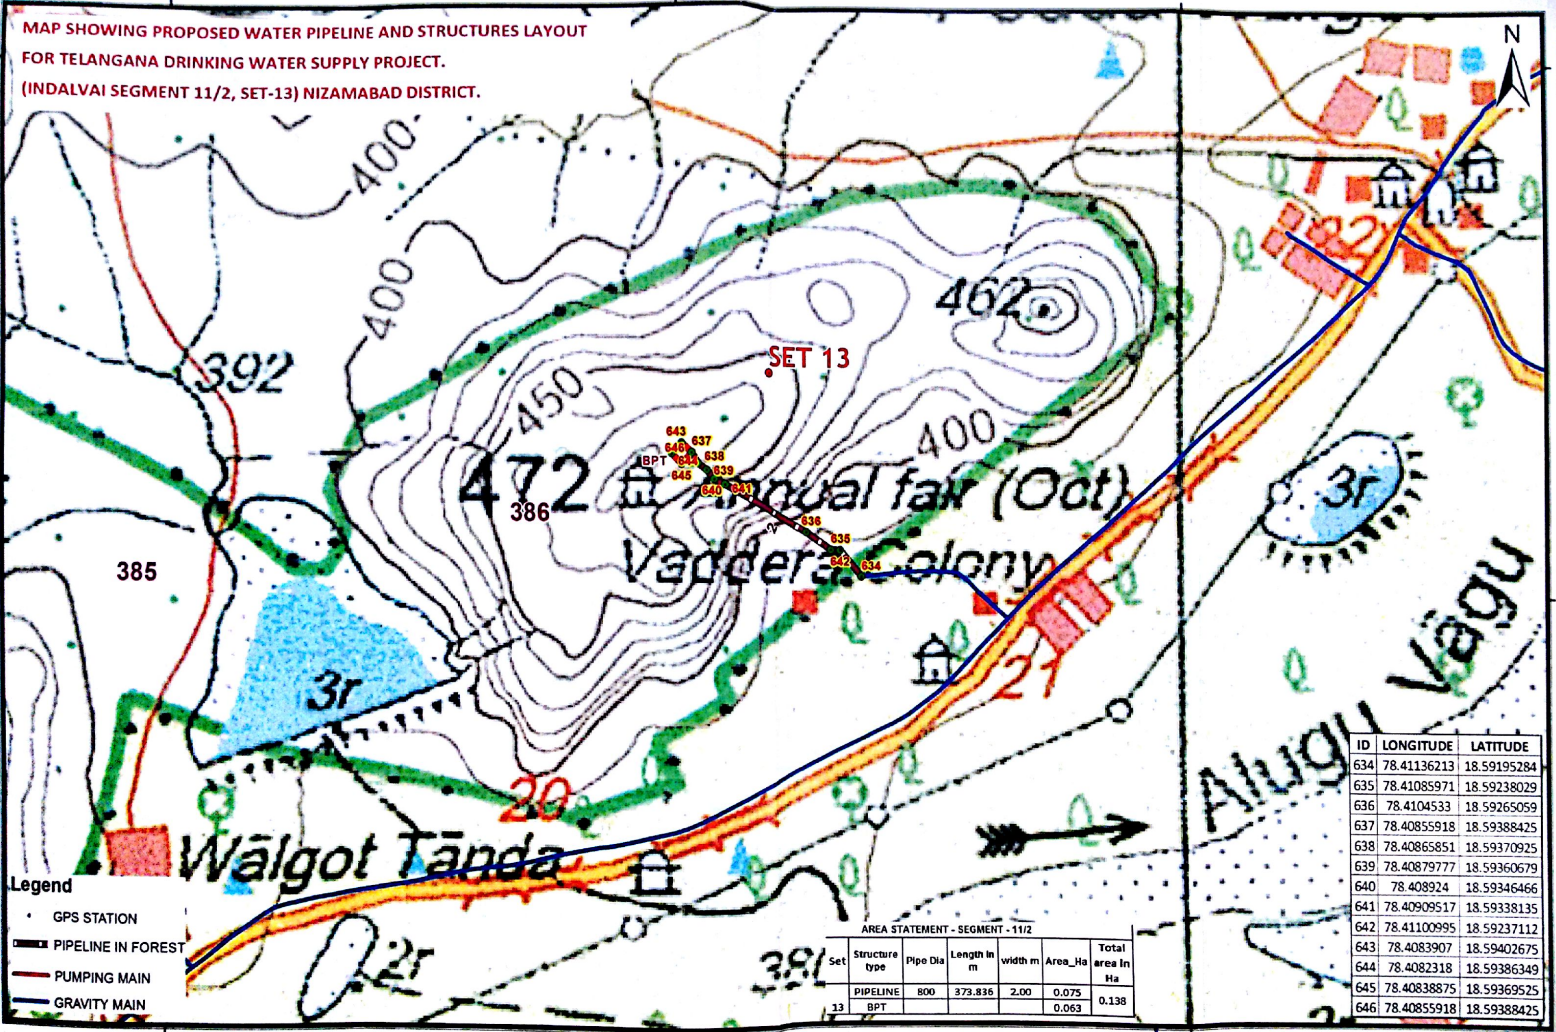 MAP SHOWING PROPOSED WATER PIPELINE AND STRUCTURES LAYOUT
FOR TELANGANA DRINKING WATER SUPPLY PROJECT.
(INDALVAI SEGMENT 11/2, SET-13) NIZAMABAD DISTRICT.
N
400
400
462
392
SET 13
450
400
643
637
646
638
BPT
644
639
645
640
641
472
386
Annual fair (Oct)
636
635
642
634
Vaddera Colony
385
3r
3r
21
20
Wālgot Tānda
Alugu Vāgu
2r
Legend
GPS STATION
PIPELINE IN FOREST
PUMPING MAIN
GRAVITY MAIN
AREA STATEMENT - SEGMENT - 11/2
Set Structure type Pipe Dia Length in m width m Area_Ha Total area in Ha
13 PIPELINE 800 373.836 2.00 0.075 0.138
BPT 0.063
ID LONGITUDE LATITUDE
634 78.41136213 18.59195284
635 78.41085971 18.59238029
636 78.4104533 18.59265059
637 78.40855918 18.59388425
638 78.40865851 18.59370925
639 78.40879777 18.59360679
640 78.408924 18.59346466
641 78.40909517 18.59338135
642 78.41100995 18.59237112
643 78.4083907 18.59402675
644 78.4082318 18.59386349
645 78.40838875 18.59369525
646 78.40855918 18.59388425